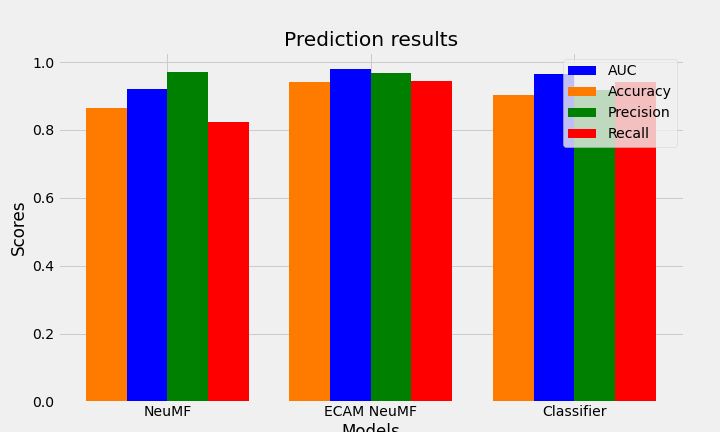 Prediction results
Scores
1.0
0.8
0.6
0.4
0.2
0.0
AUC
Accuracy
Precision
Recall
NeuMF
ECAM NeuMF
Classifier
Models